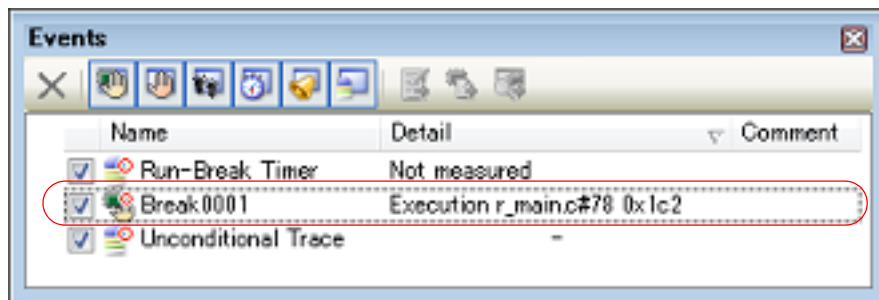 Events
Name Detail Comment
Run-Break Timer Not measured
Break0001 Execution r_main.c#78 0x1c2
Unconditional Trace -